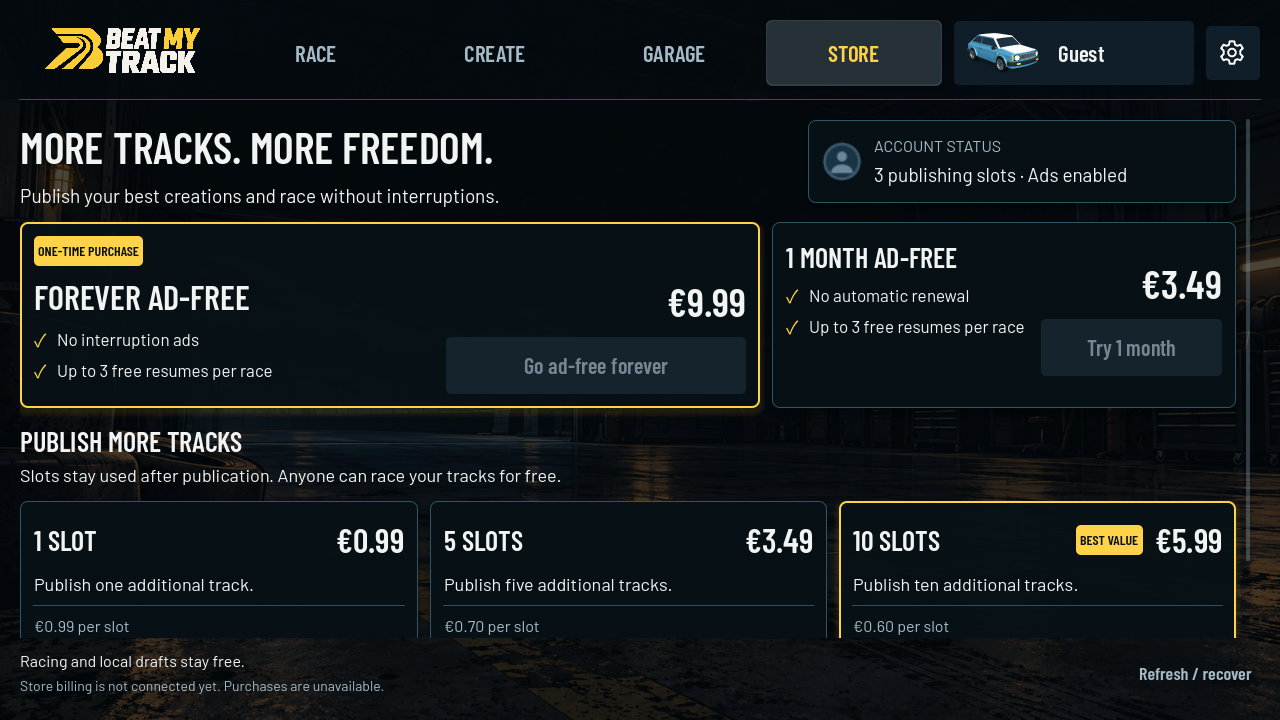 BEAT MY
TRACK
RACE
CREATE
GARAGE
STORE
Guest
MORE TRACKS. MORE FREEDOM.
Publish your best creations and race without interruptions.
ACCOUNT STATUS
3 publishing slots · Ads enabled
ONE-TIME PURCHASE
FOREVER AD-FREE
✓ No interruption ads
✓ Up to 3 free resumes per race
€9.99
Go ad-free forever
1 MONTH AD-FREE
✓ No automatic renewal
✓ Up to 3 free resumes per race
€3.49
Try 1 month
PUBLISH MORE TRACKS
Slots stay used after publication. Anyone can race your tracks for free.
1 SLOT
€0.99
Publish one additional track.
€0.99 per slot
5 SLOTS
€3.49
Publish five additional tracks.
€0.70 per slot
10 SLOTS
BEST VALUE
€5.99
Publish ten additional tracks.
€0.60 per slot
Racing and local drafts stay free.
Store billing is not connected yet. Purchases are unavailable.
Refresh / recover